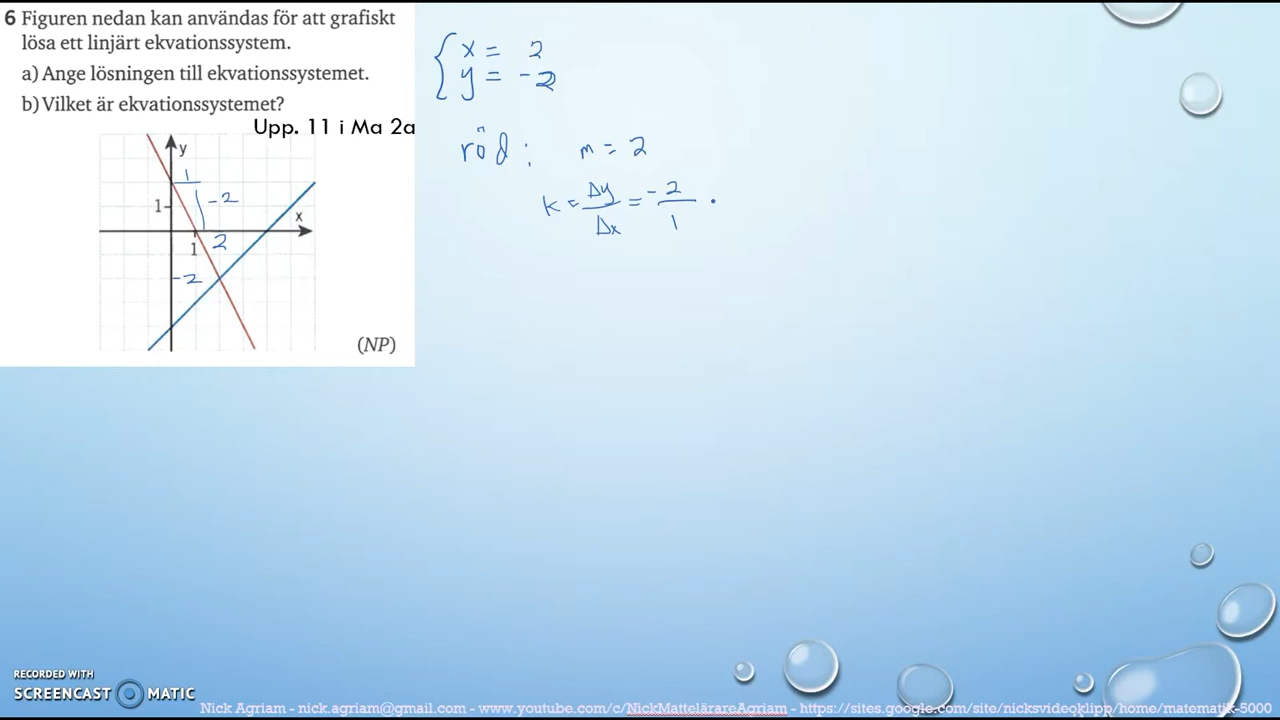 6 Figuren nedan kan användas för att grafiskt
lösa ett linjärt ekvationssystem.
a) Ange lösningen till ekvationssystemet.
b) Vilket är ekvationssystemet?
Upp. 11 i Ma 2a
y
1
-2
1
x
1
2
-2
(NP)
{ x = 2
y = -2
röd: m = 2
k = Δy/Δx = -2/1 ·
RECORDED WITH
SCREENCAST MATIC
Nick Agriam - nick.agriam@gmail.com - www.youtube.com/c/NickMattelärareAgriam - https://sites.google.com/site/nicksvideoklipp/home/matematik-5000